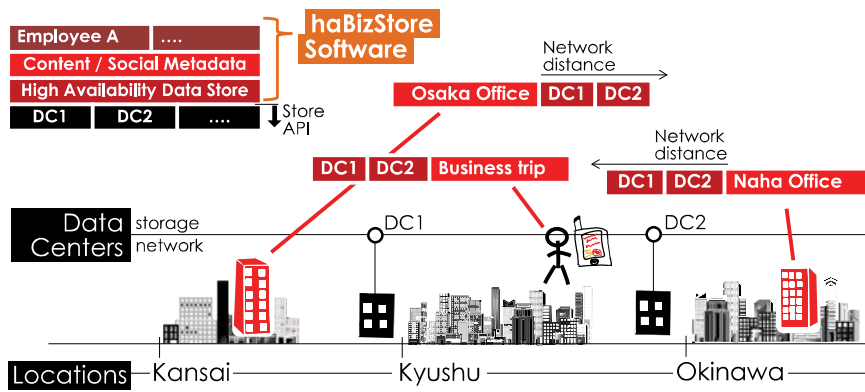 haBizStore
Software
Employee A ....
Content / Social Metadata
High Availability Data Store
DC1 DC2 ....
Store
API
Network
distance
Osaka Office DC1 DC2
Network
distance
DC1 DC2 Business trip
DC1 DC2 Naha Office
Data
Centers
storage
network
DC1
DC2
Locations
Kansai
Kyushu
Okinawa